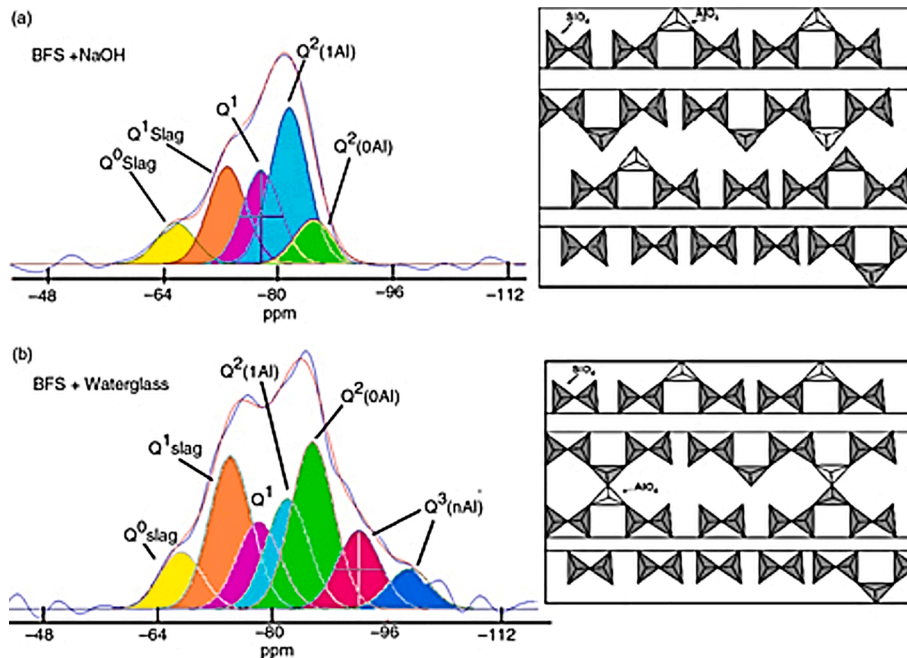 (a)
BFS +NaOH
Q²(1Al)
Q¹
Q¹Slag
Q⁰Slag
Q²(0Al)
−48 −64 −80 −96 −112
ppm
SiO₄ AlO₄
(b)
BFS + Waterglass
Q²(1Al)
Q²(0Al)
Q¹slag
Q¹
Q³(nAl)
Q⁰slag
−48 −64 −80 −96 −112
ppm
SiO₄
AlO₄